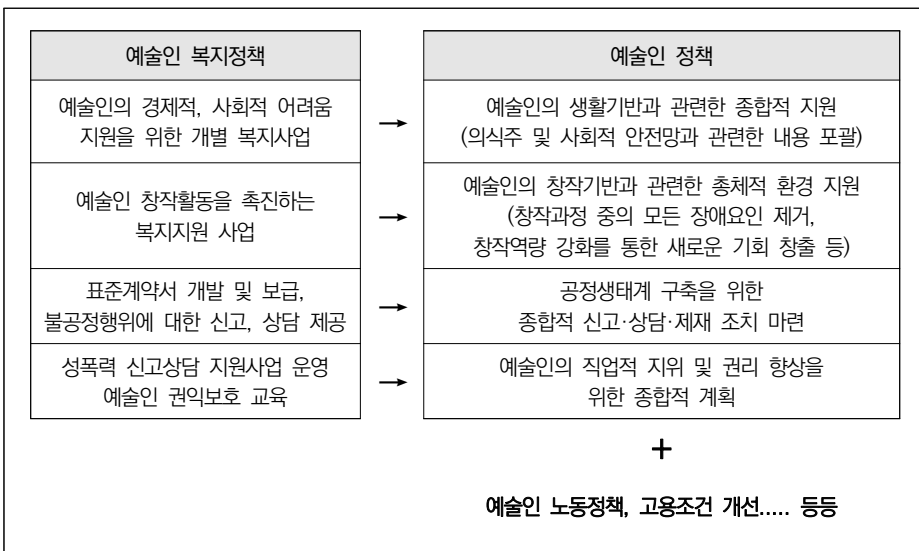 예술인 복지정책
예술인 정책
예술인의 경제적, 사회적 어려움
지원을 위한 개별 복지사업
→
예술인의 생활기반과 관련한 종합적 지원
(의식주 및 사회적 안전망과 관련한 내용 포괄)
예술인 창작활동을 촉진하는
복지지원 사업
→
예술인의 창작기반과 관련한 총체적 환경 지원
(창작과정 중의 모든 장애요인 제거,
창작역량 강화를 통한 새로운 기회 창출 등)
표준계약서 개발 및 보급,
불공정행위에 대한 신고, 상담 제공
→
공정생태계 구축을 위한
종합적 신고·상담·제재 조치 마련
성폭력 신고상담 지원사업 운영
예술인 권익보호 교육
→
예술인의 직업적 지위 및 권리 향상을
위한 종합적 계획
+
예술인 노동정책, 고용조건 개선..... 등등